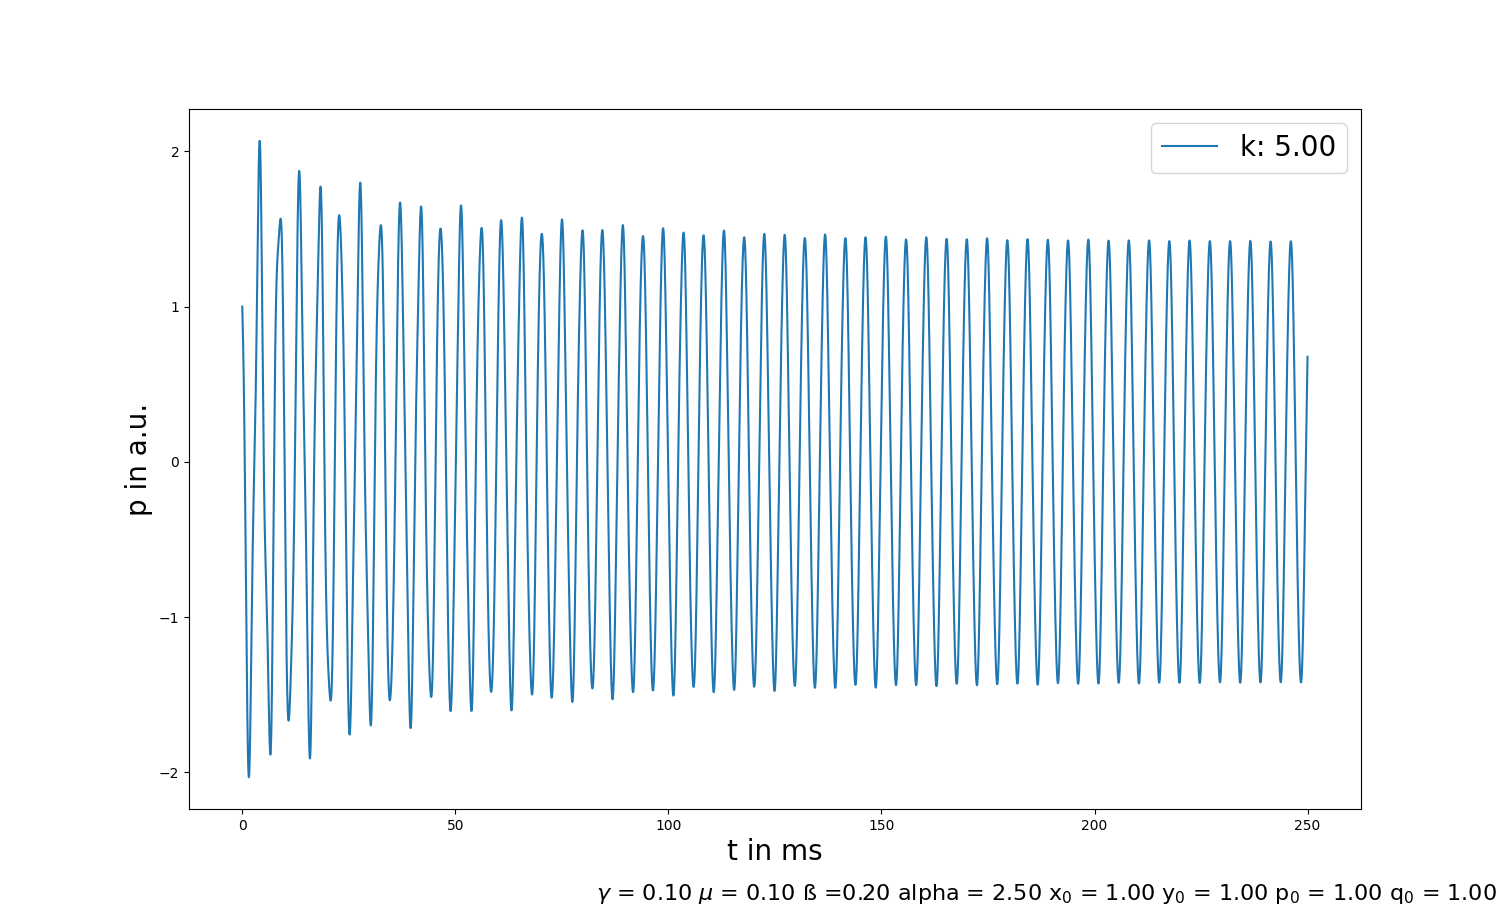 k: 5.00
2
1
0
−1
−2
p in a.u.
0 50 100 150 200 250
t in ms
γ = 0.10 μ = 0.10 ß =0.20 alpha = 2.50 x₀ = 1.00 y₀ = 1.00 p₀ = 1.00 q₀ = 1.00